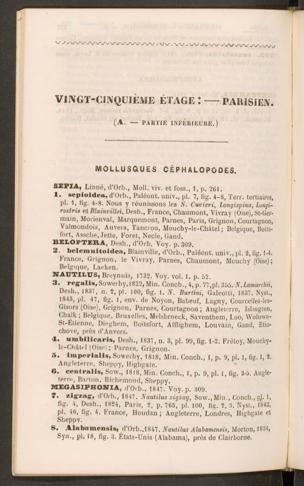 VINGT-CINQUIÈME ÉTAGE : — PARISIEN.
(A. — PARTIE INFÉRIEURE.)
MOLLUSQUES CÉPHALOPODES.
SEPIA, Linné, d'Orb., Moll. viv. et foss., 1, p. 261.
1. sepioidea, d'Orb., Paléont. univ., pl. 7, fig. 4-8, Terr. tertiaires,
pl. 1, fig. 4-8. Nous y réunissons les N. Cuvieri, Longispina, Longi-
rostris et Blainvillei, Desh., France, Chaumont, Vivray (Oise), St-Ger-
main, Morienval, Marquemont, Parnes, Paris, Grignon, Courtagnon,
Valmondois, Auvers, Tancrou, Mouchy-le-Châtel; Belgique, Boits-
fort, Assche, Jette, Foret, Neele, Gand.
BELOPTERA, Desh., d'Orb. Voy p. 309.
2. belemnitoidea, Blainville, d'Orb., Paléont. univ., pl. 2, fig. 1-4.
France, Grignon, le Vivray, Parnes, Chaumont, Mouchy (Oise);
Belgique, Laeken.
NAUTILUS, Breynius, 1732. Voy. vol. 1, p. 52.
3. regalis, Sowerby, 1822, Min. Conch., 4, p. 77, pl. 355. N. Lamarckii,
Desh., 1837, n. 2, pl. 100, fig. 1. N. Burtini, Galeotti, 1837. Nyst.,
1843, pl. 47, fig. 1, env. de Noyon, Babeuf, Lagny, Courcelles-les-
Gisors (Oise), Grignon, Parnes, Courtagnon; Angleterre, Islington,
Chalk; Belgique, Bruxelles, Melsbroeck, Saventhem, Loo, Woluwe-
St-Étienne, Dieghem, Boitsfort, Afflighem, Louvain, Gand, Etic-
chove, près d'Anvers.
4. umbilicaris, Desh., 1837, n. 3, pl. 99, fig. 1-2. Frétoy, Mouchy-
le-Châtel (Oise); Parnes, Grignon.
5. imperialis, Sowerby, 1818, Min. Conch., 1, p. 9, pl. 1, fig. 1, 2.
Angleterre, Sheppy, Highgate.
6. centralis, Sow., 1818, Min. Conch., 1, p. 9, pl. 1, fig. 3-5. Angle-
terre, Barton, Richemond, Sheppy.
MEGASIPHONIA, d'Orb. 1847. Voy. p. 309.
7. zigzag, d'Orb., 1847. Nautilus zigzag, Sow., Min. Conch., pl. 1,
fig. 4, Desh., 1824, Paris, 2, p. 765, pl. 100, fig. 2, 3. Nyst., 1843,
pl. 46, fig. 4. France, Houdan; Angleterre, Londres, Highgate et
Sheppy.
8. Alabamensis, d'Orb., 1847, Nautilus Alabamensis, Morton, 1834,
Syn., pl. 18, fig. 3. États-Unis (Alabama), près de Clairborne.